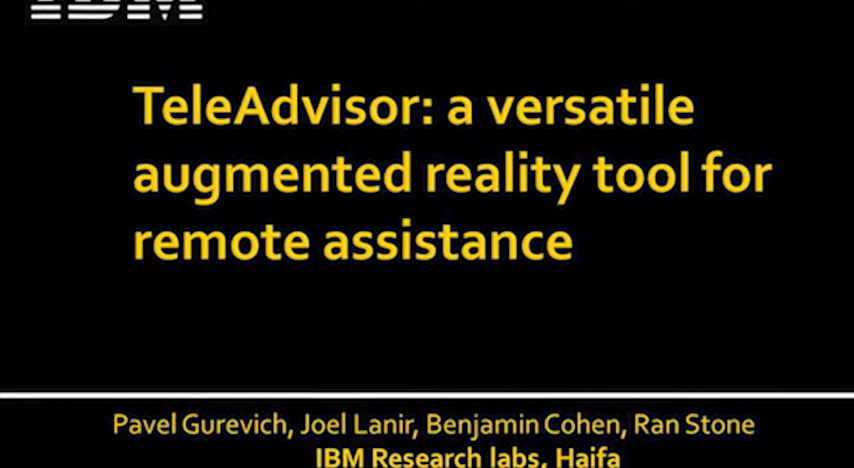 IBM
TeleAdvisor: a versatile
augmented reality tool for
remote assistance
Pavel Gurevich, Joel Lanir, Benjamin Cohen, Ran Stone
IBM Research labs, Haifa